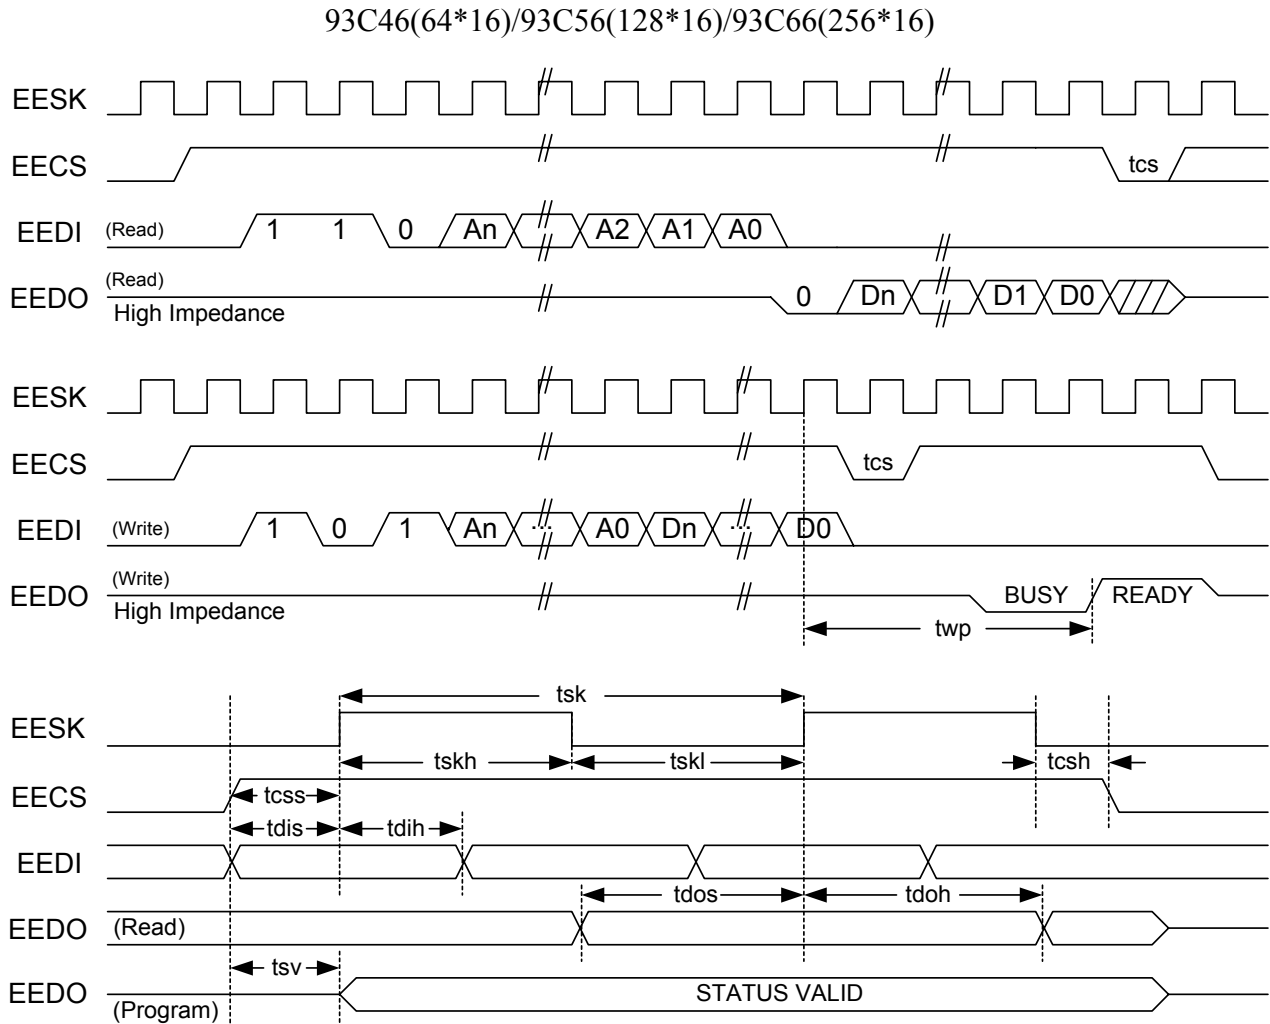 93C46(64*16)/93C56(128*16)/93C66(256*16)
EESK
EECS tcs
EEDI (Read) 1 1 0 An A2 A1 A0
(Read)
EEDO 0 Dn D1 D0
High Impedance
EESK
EECS tcs
EEDI (Write) 1 0 1 An ... A0 Dn ... D0
(Write)
EEDO BUSY READY
High Impedance
twp
tsk
EESK
tskh tskl tcsh
EECS tcss
tdis tdih
EEDI
tdos tdoh
EEDO (Read)
tsv
EEDO STATUS VALID
(Program)